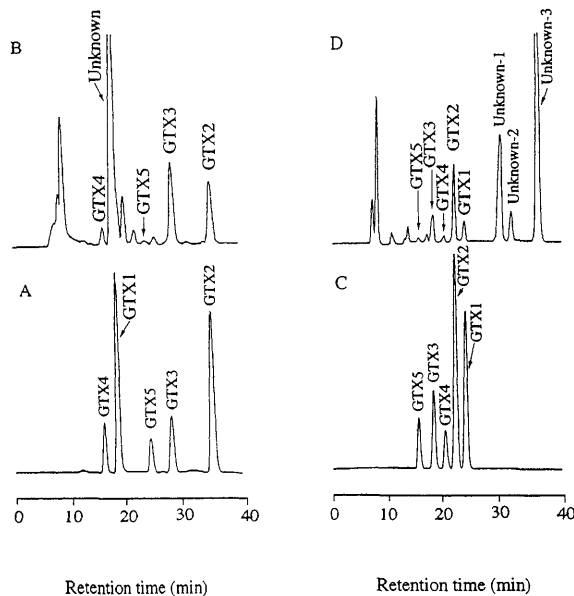 B
Unknown
GTX4
GTX5
GTX3
GTX2
D
GTX5
GTX3
GTX4
GTX2
GTX1
Unknown-1
Unknown-2
Unknown-3
A
GTX4
GTX1
GTX5
GTX3
GTX2
C
GTX5
GTX3
GTX4
GTX2
GTX1
0 10 20 30 40
Retention time (min)
0 10 20 30 40
Retention time (min)